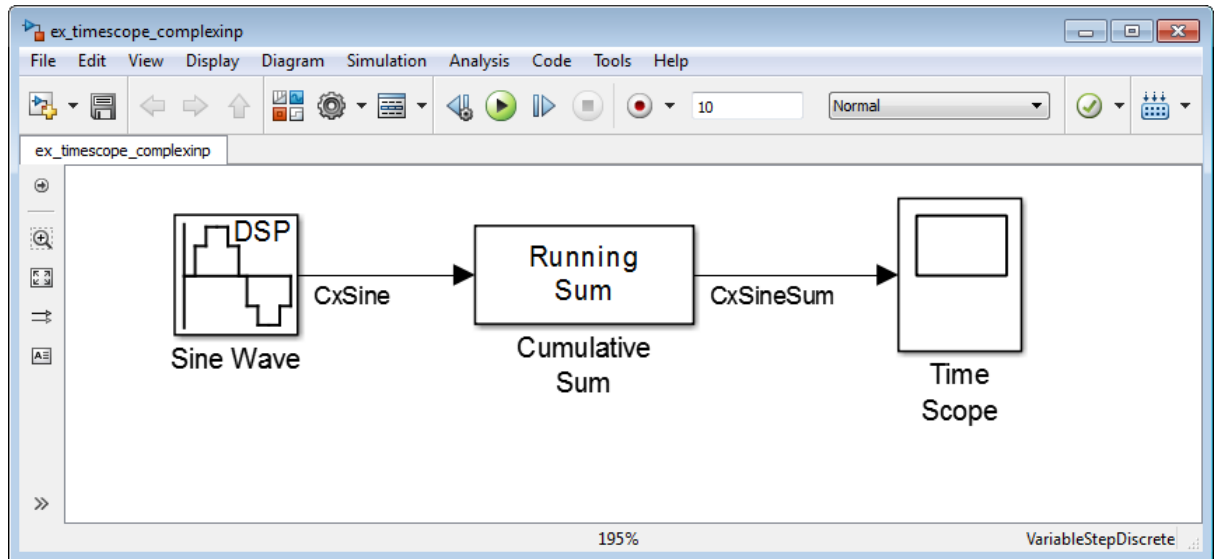 ex_timescope_complexinp
File Edit View Display Diagram Simulation Analysis Code Tools Help
10 Normal
ex_timescope_complexinp
DSP
Running
Sum
CxSine
CxSineSum
Sine Wave
Cumulative
Sum
Time
Scope
195% VariableStepDiscrete